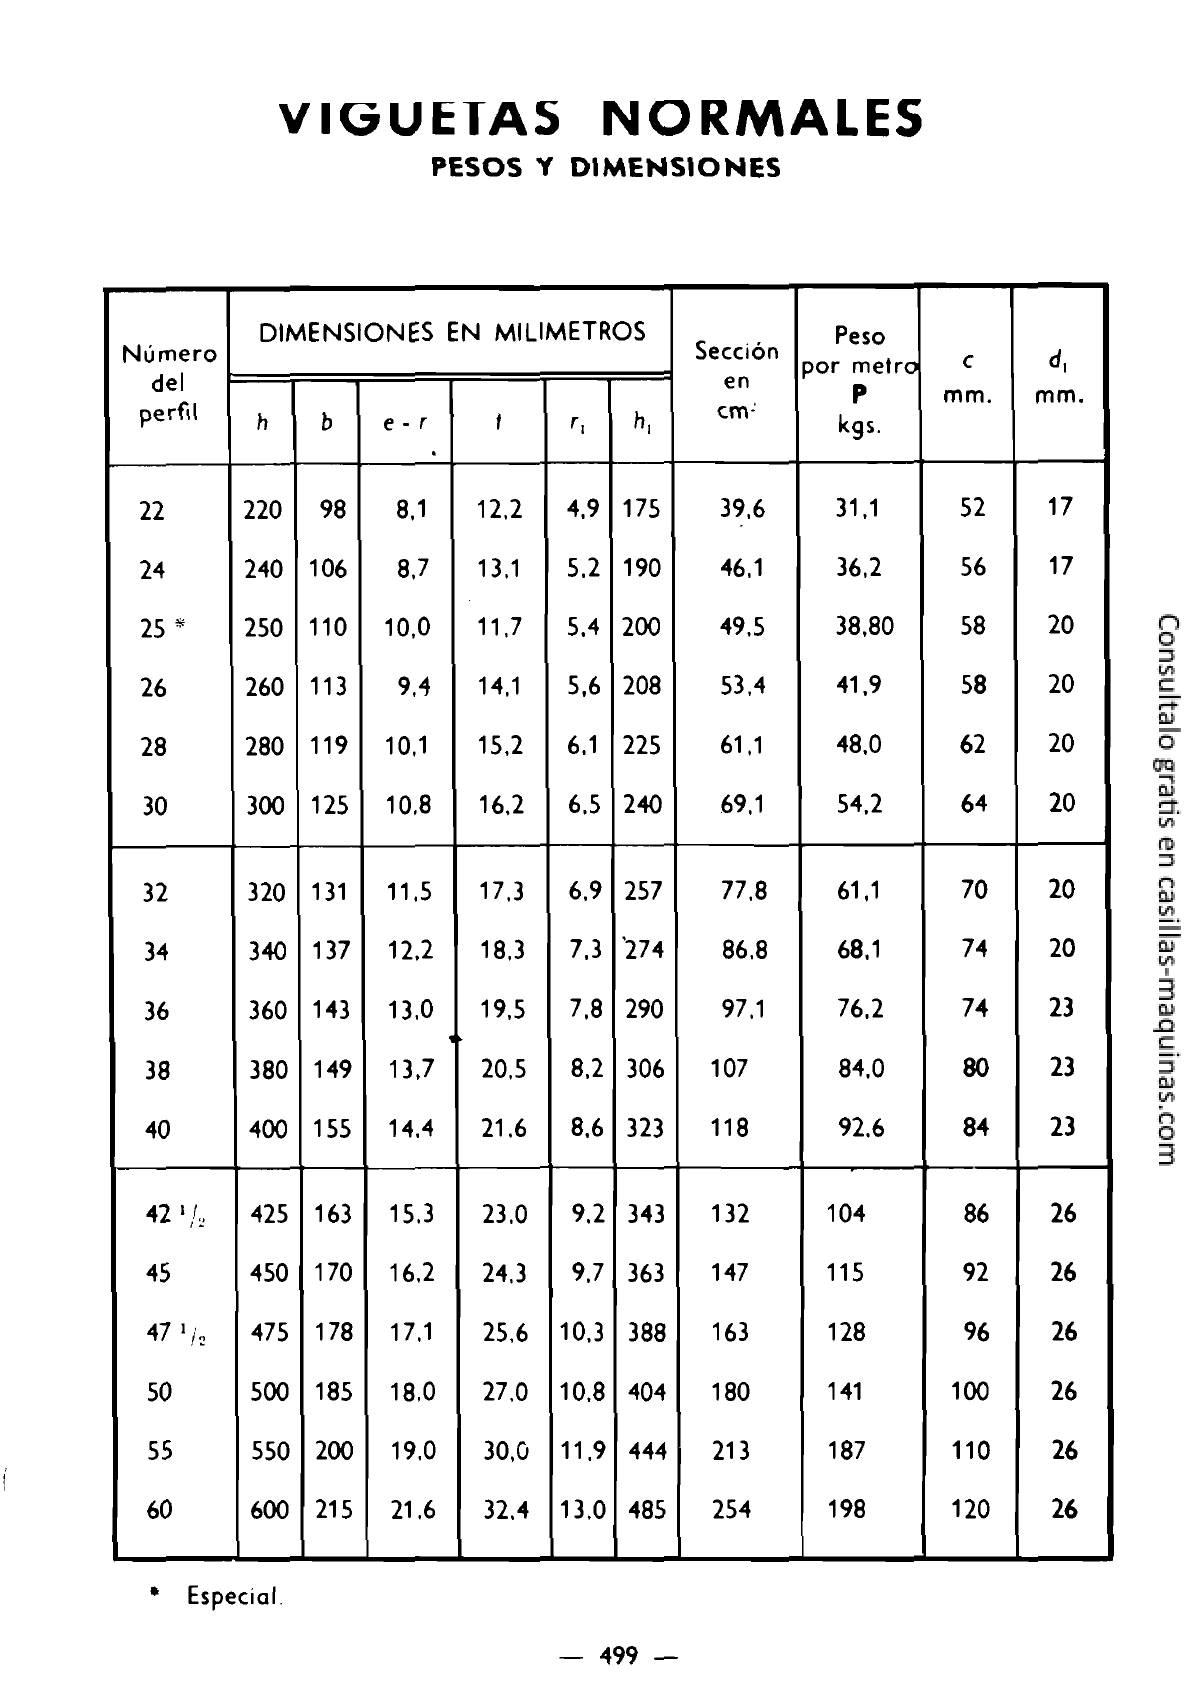 VIGUETAS NORMALES
PESOS Y DIMENSIONES
Número del perfil | DIMENSIONES EN MILIMETROS | Sección en cm² | Peso por metro P kgs. | c mm. | d₁ mm.
h | b | e - r | t | r₁ | h₁
22 220 98 8,1 12,2 4,9 175 39,6 31,1 52 17
24 240 106 8,7 13,1 5,2 190 46,1 36,2 56 17
25 * 250 110 10,0 11,7 5,4 200 49,5 38,80 58 20
26 260 113 9,4 14,1 5,6 208 53,4 41,9 58 20
28 280 119 10,1 15,2 6,1 225 61,1 48,0 62 20
30 300 125 10,8 16,2 6,5 240 69,1 54,2 64 20
32 320 131 11,5 17,3 6,9 257 77,8 61,1 70 20
34 340 137 12,2 18,3 7,3 274 86,8 68,1 74 20
36 360 143 13,0 19,5 7,8 290 97,1 76,2 74 23
38 380 149 13,7 20,5 8,2 306 107 84,0 80 23
40 400 155 14,4 21,6 8,6 323 118 92,6 84 23
42 1/2 425 163 15,3 23,0 9,2 343 132 104 86 26
45 450 170 16,2 24,3 9,7 363 147 115 92 26
47 1/2 475 178 17,1 25,6 10,3 388 163 128 96 26
50 500 185 18,0 27,0 10,8 404 180 141 100 26
55 550 200 19,0 30,0 11,9 444 213 187 110 26
60 600 215 21,6 32,4 13,0 485 254 198 120 26
* Especial.
— 499 —
Consultalo gratis en casillas-maquinas.com